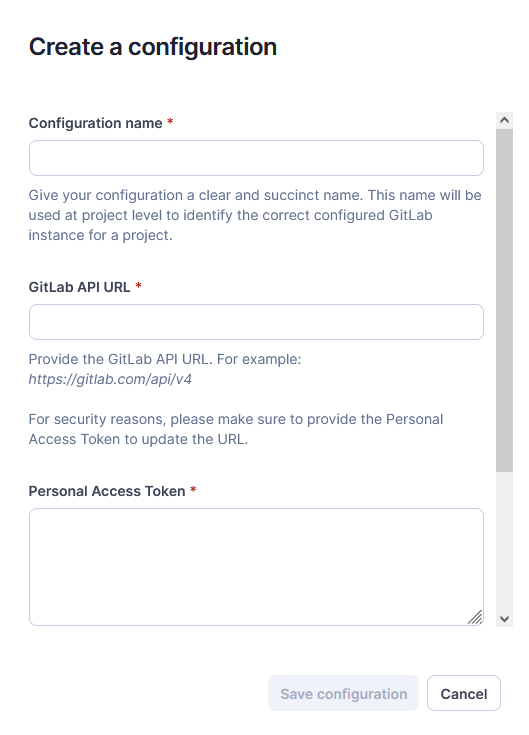 Create a configuration
Configuration name *
Give your configuration a clear and succinct name. This name will be
used at project level to identify the correct configured GitLab
instance for a project.
GitLab API URL *
Provide the GitLab API URL. For example:
https://gitlab.com/api/v4
For security reasons, please make sure to provide the Personal
Access Token to update the URL.
Personal Access Token *
Save configuration
Cancel